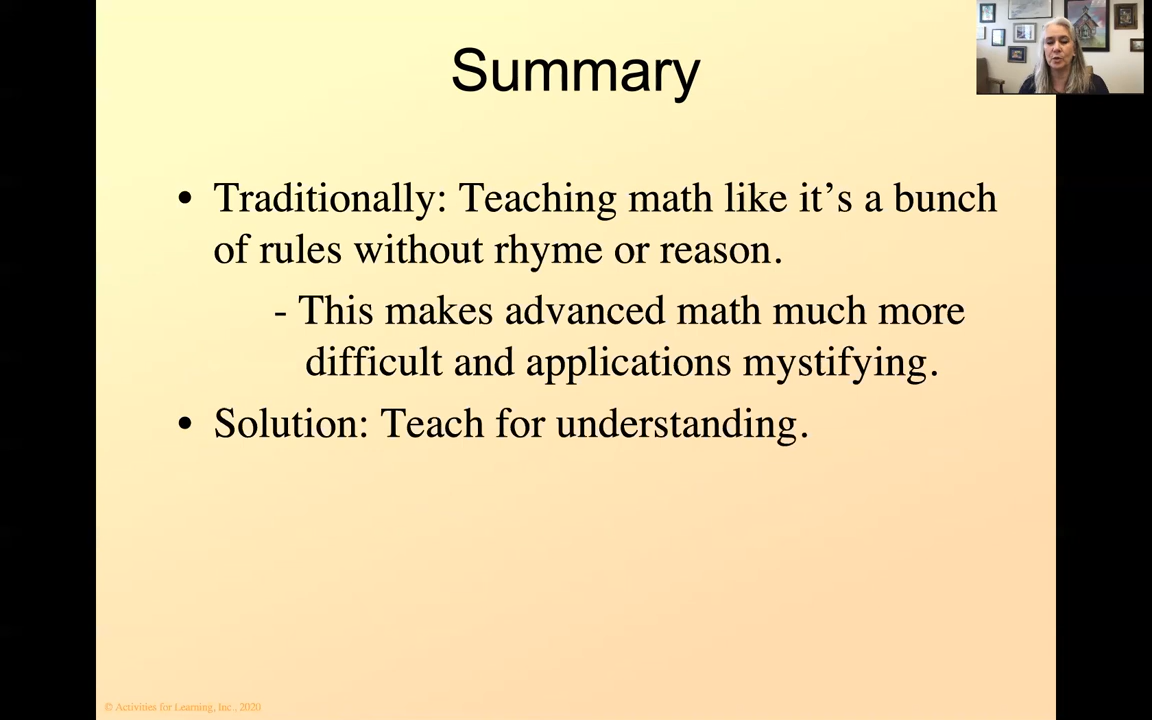 Summary
• Traditionally: Teaching math like it’s a bunch
of rules without rhyme or reason.
- This makes advanced math much more
difficult and applications mystifying.
• Solution: Teach for understanding.
© Activities for Learning, Inc., 2020